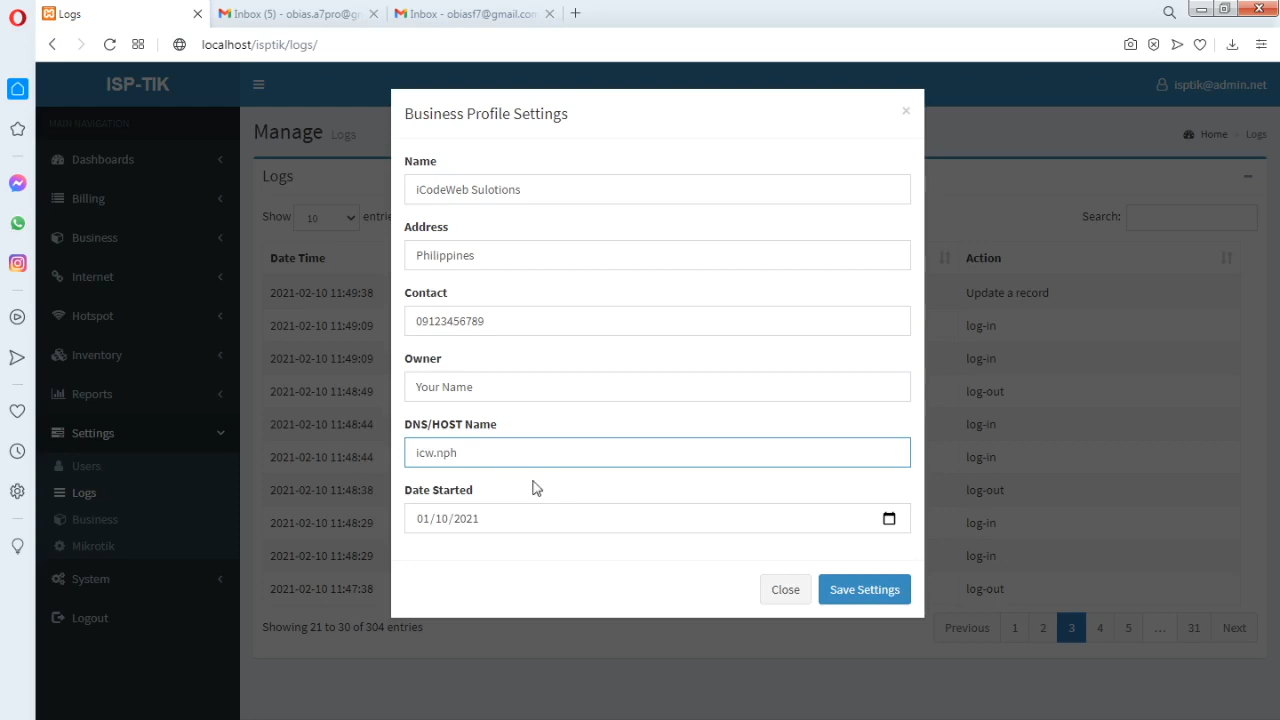 Logs
Inbox (5) - obias.a7pro@g
Inbox - obiasf7@gmail.com
localhost/isptik/logs/
ISP-TIK
isptik@admin.net
MAIN NAVIGATION
Dashboards
Billing
Business
Internet
Hotspot
Inventory
Reports
Settings
Users
Logs
Business
Mikrotik
System
Logout
Manage Logs
Home
Logs
Logs
Show 10 entrie
Search:
Date Time
Action
2021-02-10 11:49:38 Update a record
2021-02-10 11:49:09 log-in
2021-02-10 11:49:09 log-in
2021-02-10 11:48:49 log-out
2021-02-10 11:48:44 log-in
2021-02-10 11:48:44 log-in
2021-02-10 11:48:38 log-out
2021-02-10 11:48:29 log-in
2021-02-10 11:48:29 log-in
2021-02-10 11:47:38 log-out
Showing 21 to 30 of 304 entries
Previous 1 2 3 4 5 ... 31 Next
Business Profile Settings
×
Name
iCodeWeb Sulotions
Address
Philippines
Contact
09123456789
Owner
Your Name
DNS/HOST Name
icw.nph
Date Started
01/10/2021
Close
Save Settings